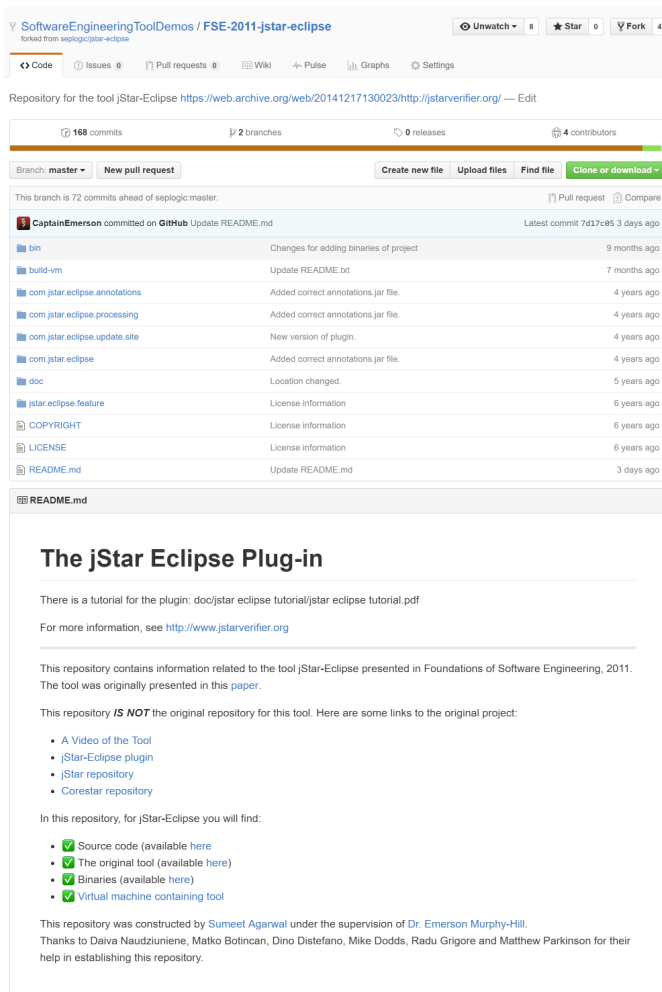 SoftwareEngineeringToolDemos / FSE-2011-jstar-eclipse Unwatch 8 Star 0 Fork 4
forked from seplogic/jstar-eclipse
Code Issues 0 Pull requests 0 Wiki Pulse Graphs Settings
Repository for the tool jStar-Eclipse https://web.archive.org/web/20141217130023/http://jstarverifier.org/ — Edit
168 commits 2 branches 0 releases 4 contributors
Branch: master New pull request Create new file Upload files Find file Clone or download
This branch is 72 commits ahead of seplogic:master. Pull request Compare
CaptainEmerson committed on GitHub Update README.md Latest commit 7d17c05 3 days ago
bin Changes for adding binaries of project 9 months ago
build-vm Update README.txt 7 months ago
com.jstar.eclipse.annotations Added correct annotations.jar file. 4 years ago
com.jstar.eclipse.processing Added correct annotations.jar file. 4 years ago
com.jstar.eclipse.update.site New version of plugin. 4 years ago
com.jstar.eclipse Added correct annotations.jar file. 4 years ago
doc Location changed. 5 years ago
jstar.eclipse.feature License information 6 years ago
COPYRIGHT License information 6 years ago
LICENSE License information 6 years ago
README.md Update README.md 3 days ago
README.md
The jStar Eclipse Plug-in
There is a tutorial for the plugin: doc/jstar eclipse tutorial/jstar eclipse tutorial.pdf
For more information, see http://www.jstarverifier.org
This repository contains information related to the tool jStar-Eclipse presented in Foundations of Software Engineering, 2011.
The tool was originally presented in this paper.
This repository IS NOT the original repository for this tool. Here are some links to the original project:
• A Video of the Tool
• jStar-Eclipse plugin
• jStar repository
• Corestar repository
In this repository, for jStar-Eclipse you will find:
• ✅ Source code (available here
• ✅ The original tool (available here)
• ✅ Binaries (available here)
• ✅ Virtual machine containing tool
This repository was constructed by Sumeet Agarwal under the supervision of Dr. Emerson Murphy-Hill.
Thanks to Daiva Naudziuniene, Matko Botincan, Dino Distefano, Mike Dodds, Radu Grigore and Matthew Parkinson for their
help in establishing this repository.